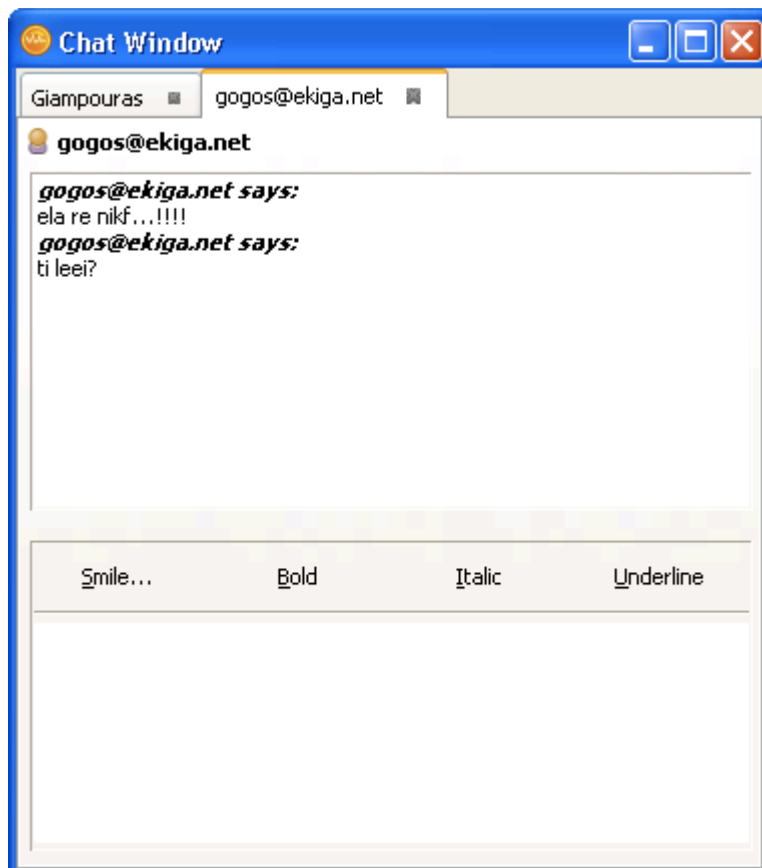 Chat Window
Giampouras gogos@ekiga.net
gogos@ekiga.net
gogos@ekiga.net says:
ela re nikf...!!!!
gogos@ekiga.net says:
ti leei?
Smile... Bold Italic Underline